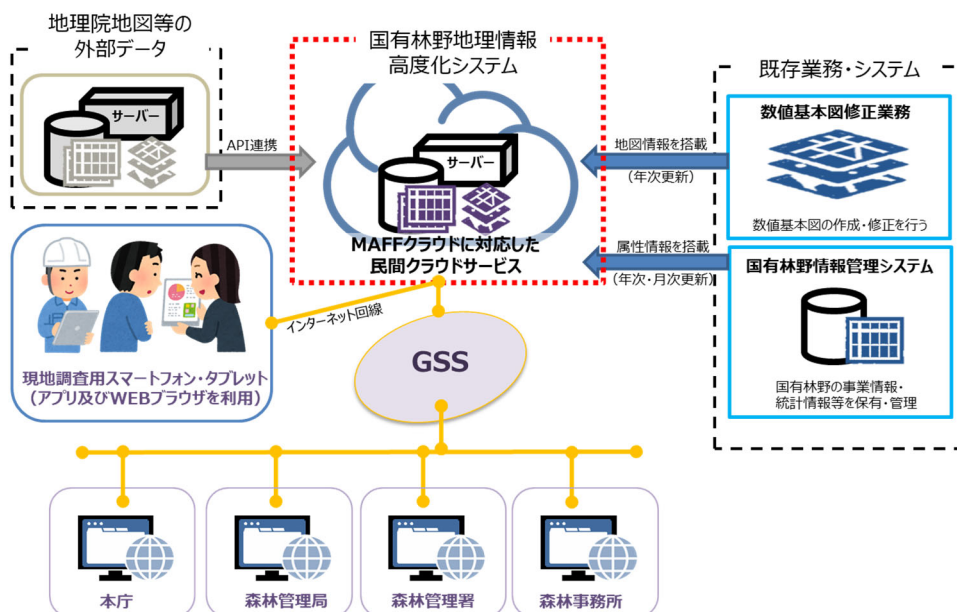 地理院地図等の
外部データ
サーバー
API連携
国有林野地理情報
高度化システム
サーバー
MAFFクラウドに対応した
民間クラウドサービス
既存業務・システム
数値基本図修正業務
数値基本図の作成・修正を行う
地図情報を搭載
（年次更新）
国有林野情報管理システム
国有林野の事業情報・
統計情報等を保有・管理
属性情報を搭載
（年次・月次更新）
現地調査用スマートフォン・タブレット
（アプリ及びWEBブラウザを利用）
インターネット回線
GSS
本庁
森林管理局
森林管理署
森林事務所